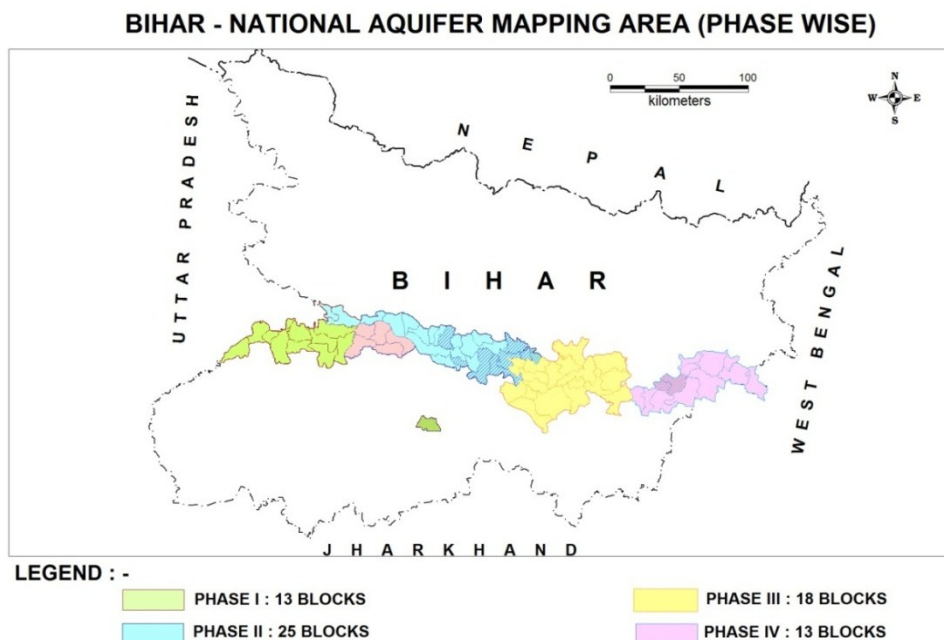 BIHAR - NATIONAL AQUIFER MAPPING AREA (PHASE WISE)
0 50 100
kilometers
N
W E
S
NEPAL
UTTAR PRADESH
BIHAR
WEST BENGAL
JHARKHAND
LEGEND : -
PHASE I : 13 BLOCKS
PHASE III : 18 BLOCKS
PHASE II : 25 BLOCKS
PHASE IV : 13 BLOCKS